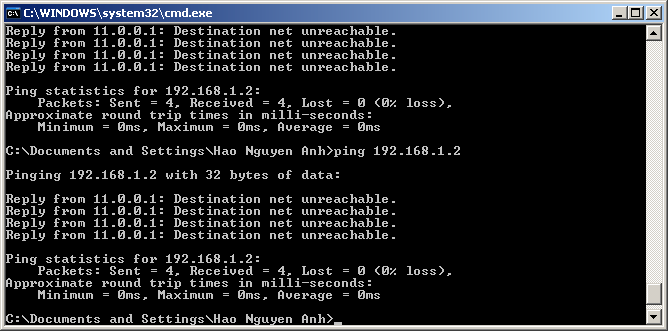 C:\WINDOWS\system32\cmd.exe
Reply from 11.0.0.1: Destination net unreachable.
Reply from 11.0.0.1: Destination net unreachable.
Reply from 11.0.0.1: Destination net unreachable.
Reply from 11.0.0.1: Destination net unreachable.
Ping statistics for 192.168.1.2:
    Packets: Sent = 4, Received = 4, Lost = 0 (0% loss),
Approximate round trip times in milli-seconds:
    Minimum = 0ms, Maximum = 0ms, Average = 0ms
C:\Documents and Settings\Hao Nguyen Anh>ping 192.168.1.2
Pinging 192.168.1.2 with 32 bytes of data:
Reply from 11.0.0.1: Destination net unreachable.
Reply from 11.0.0.1: Destination net unreachable.
Reply from 11.0.0.1: Destination net unreachable.
Reply from 11.0.0.1: Destination net unreachable.
Ping statistics for 192.168.1.2:
    Packets: Sent = 4, Received = 4, Lost = 0 (0% loss),
Approximate round trip times in milli-seconds:
    Minimum = 0ms, Maximum = 0ms, Average = 0ms
C:\Documents and Settings\Hao Nguyen Anh>_